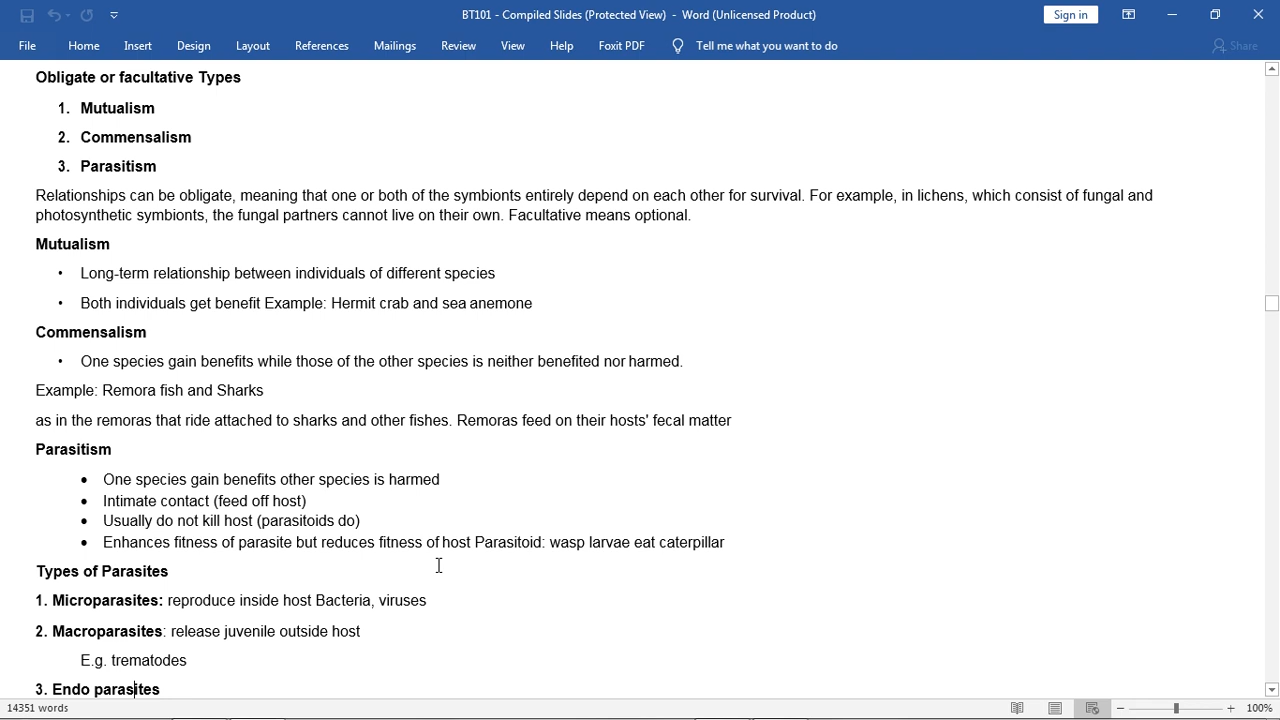 BT101 - Compiled Slides (Protected View) - Word (Unlicensed Product)
Sign in
File Home Insert Design Layout References Mailings Review View Help Foxit PDF Tell me what you want to do Share
Obligate or facultative Types
1. Mutualism
2. Commensalism
3. Parasitism
Relationships can be obligate, meaning that one or both of the symbionts entirely depend on each other for survival. For example, in lichens, which consist of fungal and
photosynthetic symbionts, the fungal partners cannot live on their own. Facultative means optional.
Mutualism
• Long-term relationship between individuals of different species
• Both individuals get benefit Example: Hermit crab and sea anemone
Commensalism
• One species gain benefits while those of the other species is neither benefited nor harmed.
Example: Remora fish and Sharks
as in the remoras that ride attached to sharks and other fishes. Remoras feed on their hosts' fecal matter
Parasitism
• One species gain benefits other species is harmed
• Intimate contact (feed off host)
• Usually do not kill host (parasitoids do)
• Enhances fitness of parasite but reduces fitness of host Parasitoid: wasp larvae eat caterpillar
Types of Parasites
1. Microparasites: reproduce inside host Bacteria, viruses
2. Macroparasites: release juvenile outside host
E.g. trematodes
3. Endo parasites
14351 words
100%